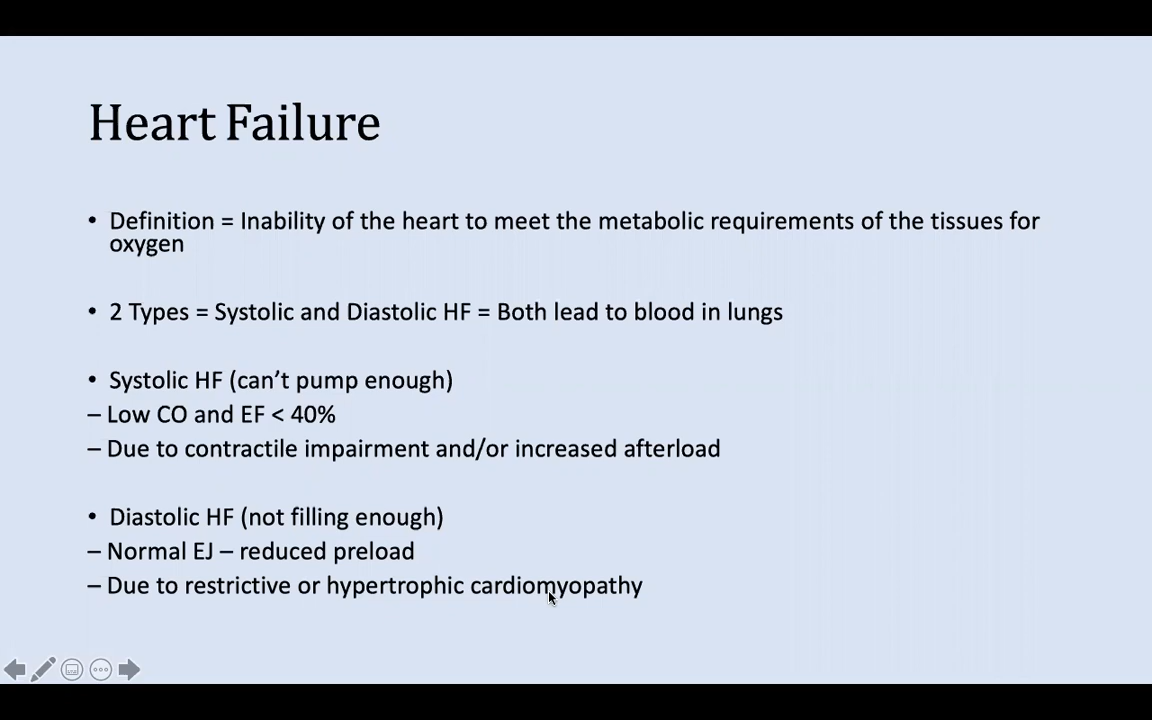 Heart Failure
• Definition = Inability of the heart to meet the metabolic requirements of the tissues for
oxygen
• 2 Types = Systolic and Diastolic HF = Both lead to blood in lungs
• Systolic HF (can’t pump enough)
– Low CO and EF < 40%
– Due to contractile impairment and/or increased afterload
• Diastolic HF (not filling enough)
– Normal EJ – reduced preload
– Due to restrictive or hypertrophic cardiomyopathy